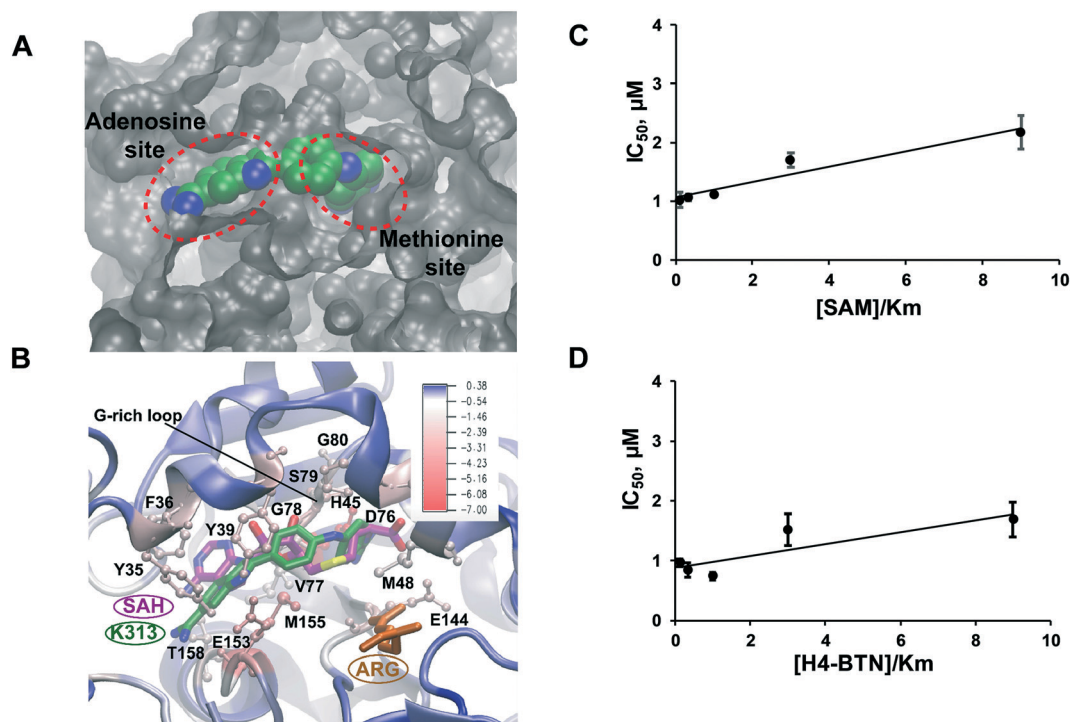 A
Adenosine
site
Methionine
site
B
G-rich loop
0.38
-0.54
-1.46
-2.39
-3.31
-4.23
-5.16
-6.08
-7.00
G80
S79
F36
H45
G78
Y39
D76
Y35
V77
M48
SAH
M155
E144
K313
E153
T158
ARG
C
IC50, µM
4
3
2
1
0
0 2 4 6 8 10
[SAM]/Km
D
IC50, µM
4
3
2
1
0
0 2 4 6 8 10
[H4-BTN]/Km